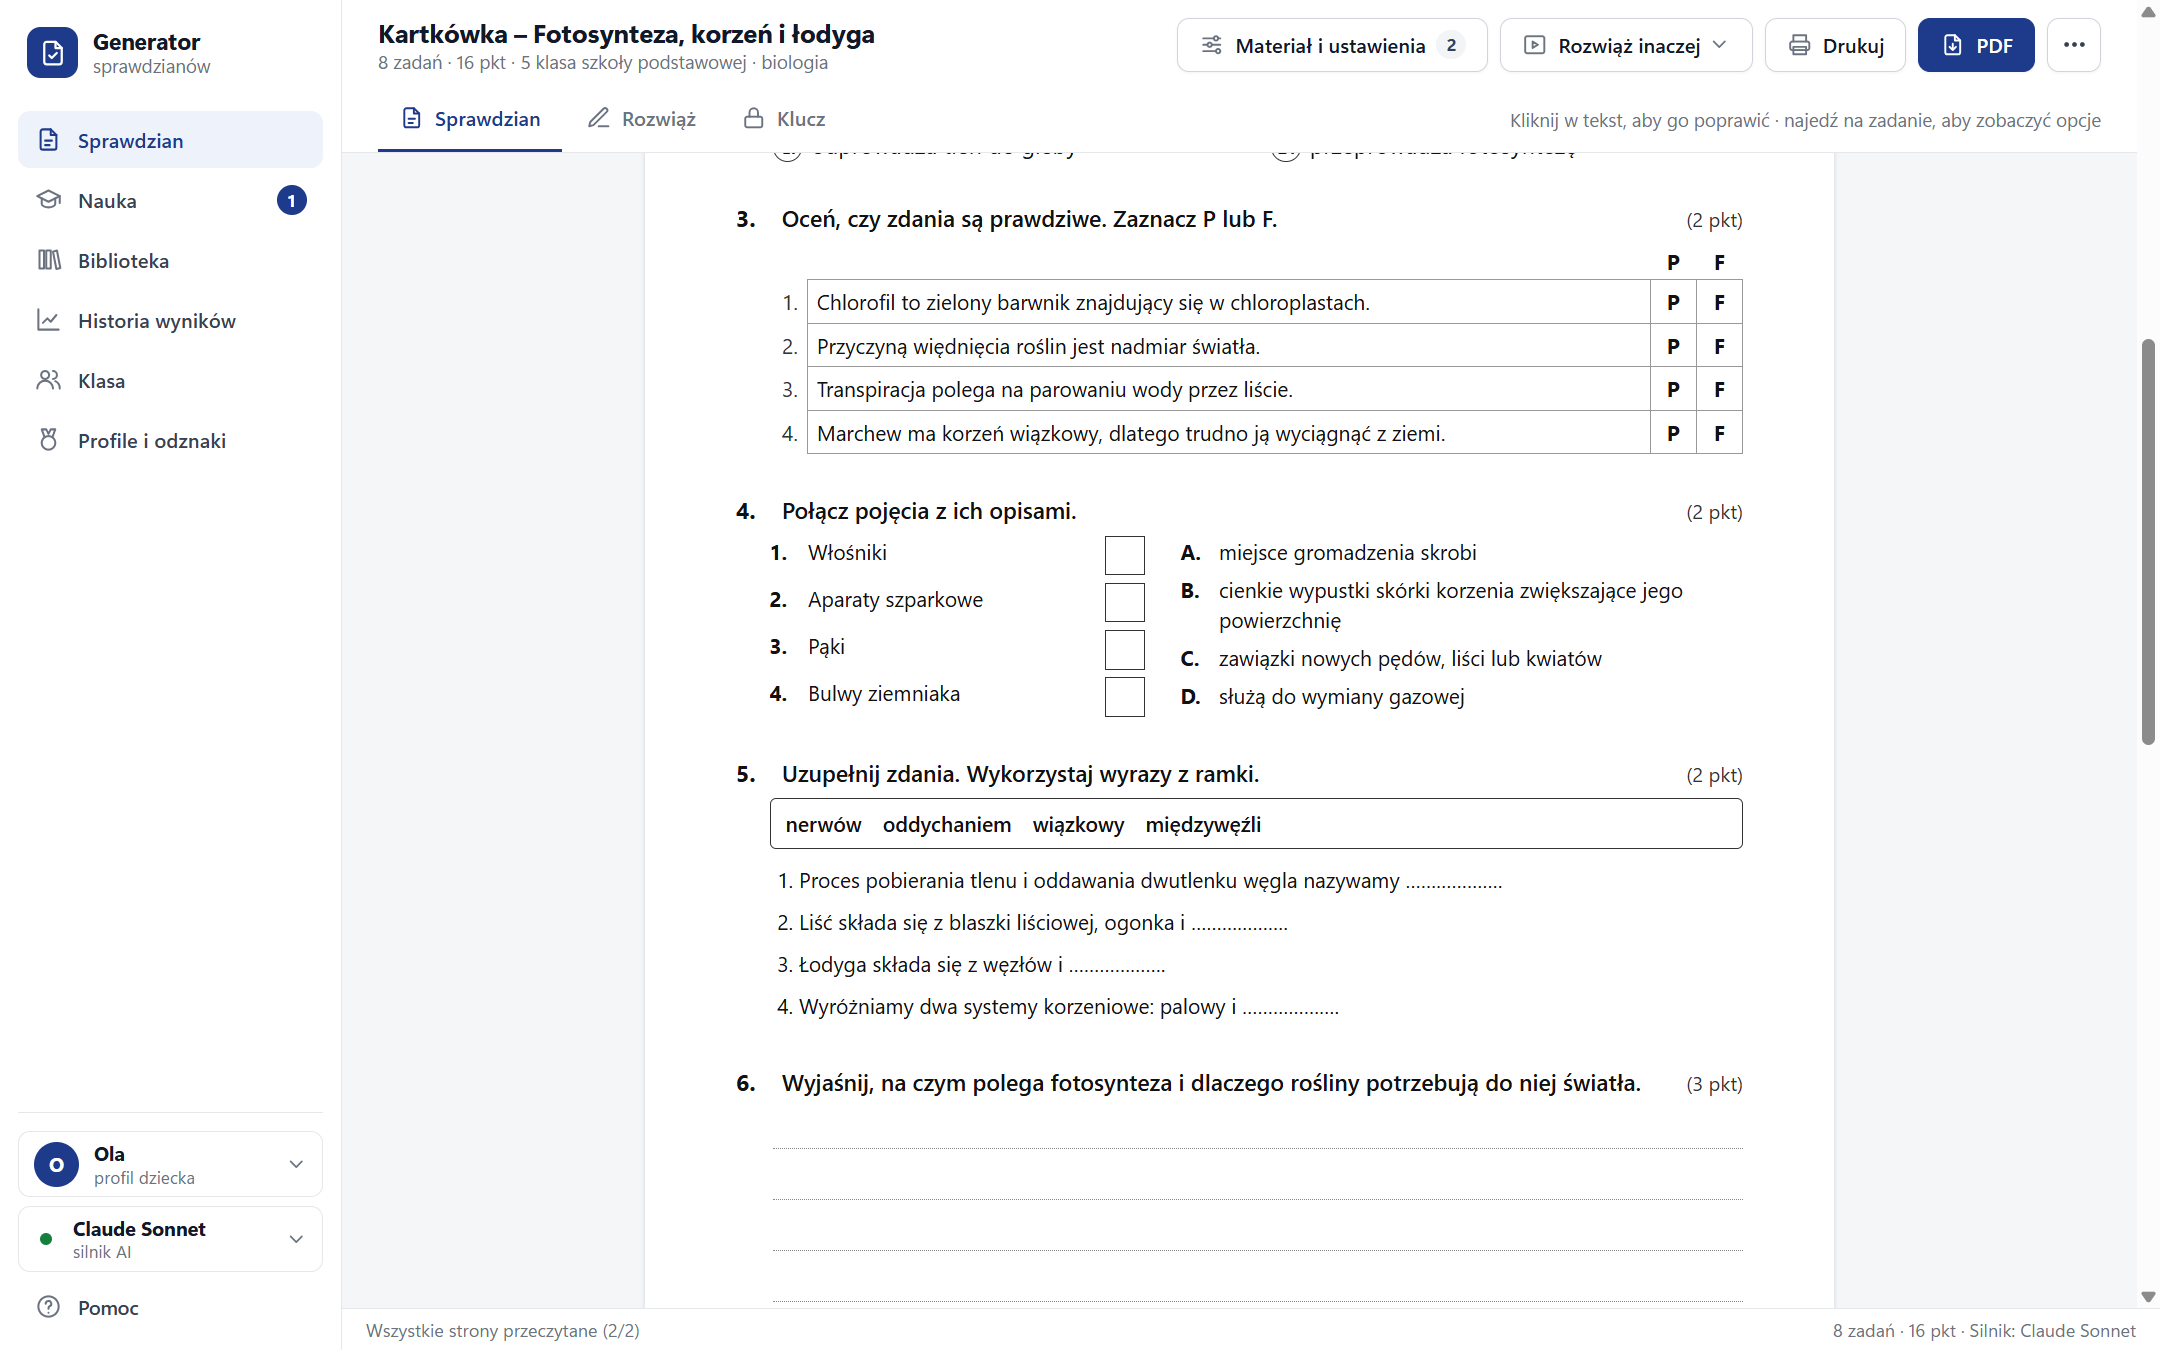 Generator
sprawdzianów
Sprawdzian
Nauka 1
Biblioteka
Historia wyników
Klasa
Profile i odznaki
O
Ola
profil dziecka
Claude Sonnet
silnik AI
Pomoc
Kartkówka – Fotosynteza, korzeń i łodyga
8 zadań · 16 pkt · 5 klasa szkoły podstawowej · biologia
Materiał i ustawienia 2
Rozwiąż inaczej
Drukuj
PDF
Sprawdzian Rozwiąż Klucz
Kliknij w tekst, aby go poprawić · najedź na zadanie, aby zobaczyć opcje
3. Oceń, czy zdania są prawdziwe. Zaznacz P lub F. (2 pkt)
P F
1. Chlorofil to zielony barwnik znajdujący się w chloroplastach. P F
2. Przyczyną więdnięcia roślin jest nadmiar światła. P F
3. Transpiracja polega na parowaniu wody przez liście. P F
4. Marchew ma korzeń wiązkowy, dlatego trudno ją wyciągnąć z ziemi. P F
4. Połącz pojęcia z ich opisami. (2 pkt)
1. Włośniki
2. Aparaty szparkowe
3. Pąki
4. Bulwy ziemniaka
A. miejsce gromadzenia skrobi
B. cienkie wypustki skórki korzenia zwiększające jego
powierzchnię
C. zawiązki nowych pędów, liści lub kwiatów
D. służą do wymiany gazowej
5. Uzupełnij zdania. Wykorzystaj wyrazy z ramki. (2 pkt)
nerwów oddychaniem wiązkowy międzywęźli
1. Proces pobierania tlenu i oddawania dwutlenku węgla nazywamy ...................
2. Liść składa się z blaszki liściowej, ogonka i ...................
3. Łodyga składa się z węzłów i ...................
4. Wyróżniamy dwa systemy korzeniowe: palowy i ...................
6. Wyjaśnij, na czym polega fotosynteza i dlaczego rośliny potrzebują do niej światła. (3 pkt)
Wszystkie strony przeczytane (2/2)
8 zadań · 16 pkt · Silnik: Claude Sonnet